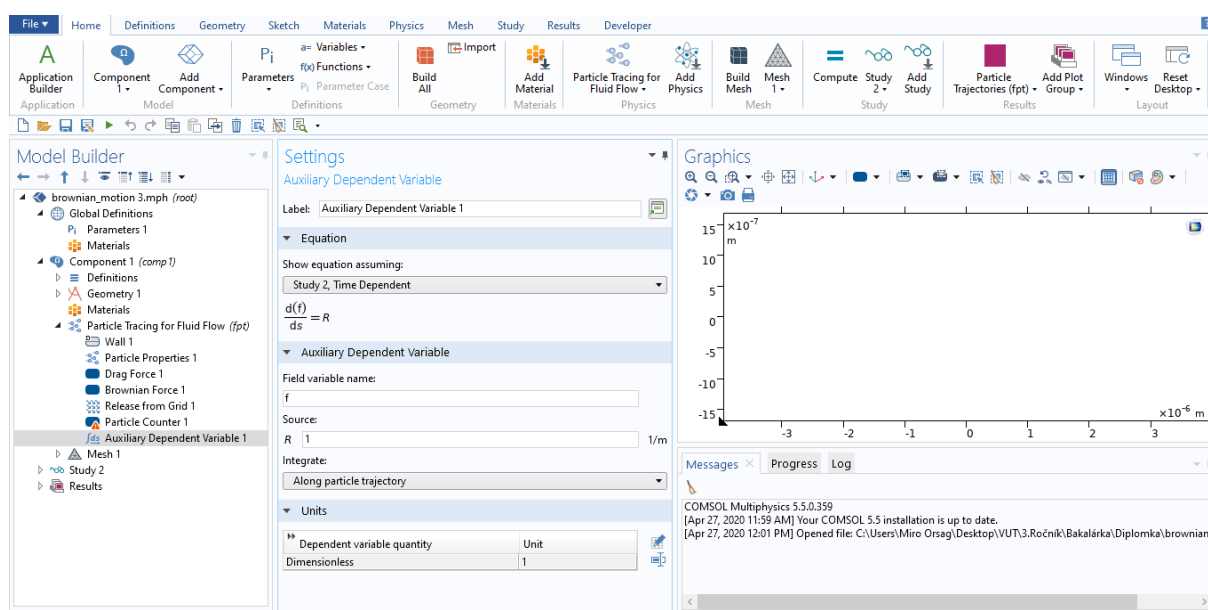 File ▾ Home Definitions Geometry Sketch Materials Physics Mesh Study Results Developer
A
Application Builder
Application
Component 1 ▾
Add Component ▾
Model
Pi
Parameters ▾
a= Variables ▾
f(x) Functions ▾
Pi Parameter Case
Definitions
Build All
Import
Geometry
Add Material
Materials
Particle Tracing for Fluid Flow ▾
Add Physics
Physics
Build Mesh
Mesh 1 ▾
Mesh
Compute
Study 2 ▾
Add Study
Study
Particle Trajectories (fpt) ▾
Add Plot Group ▾
Results
Windows ▾
Reset Desktop ▾
Layout
Model Builder
brownian_motion 3.mph (root)
Global Definitions
Pi Parameters 1
Materials
Component 1 (comp1)
Definitions
Geometry 1
Materials
Particle Tracing for Fluid Flow (fpt)
Wall 1
Particle Properties 1
Drag Force 1
Brownian Force 1
Release from Grid 1
Particle Counter 1
∫ds Auxiliary Dependent Variable 1
Mesh 1
Study 2
Results
Settings
Auxiliary Dependent Variable
Label: Auxiliary Dependent Variable 1
Equation
Show equation assuming:
Study 2, Time Dependent
d(f)/ds = R
Auxiliary Dependent Variable
Field variable name:
f
Source:
R 1 1/m
Integrate:
Along particle trajectory
Units
Dependent variable quantity Unit
Dimensionless 1
Graphics
×10⁻⁷
m
15
10
5
0
-5
-10
-15
×10⁻⁶ m
-3 -2 -1 0 1 2 3
Messages × Progress Log
COMSOL Multiphysics 5.5.0.359
[Apr 27, 2020 11:59 AM] Your COMSOL 5.5 installation is up to date.
[Apr 27, 2020 12:01 PM] Opened file: C:\Users\Miro Orsag\Desktop\VUT\3.Ročník\Bakalárka\Diplomka\brownian